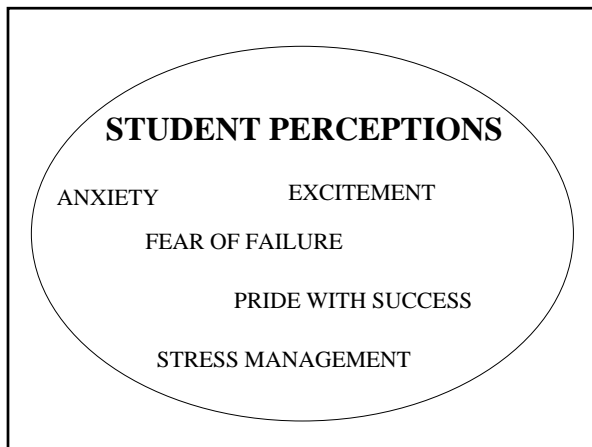 STUDENT PERCEPTIONS
ANXIETY
EXCITEMENT
FEAR OF FAILURE
PRIDE WITH SUCCESS
STRESS MANAGEMENT